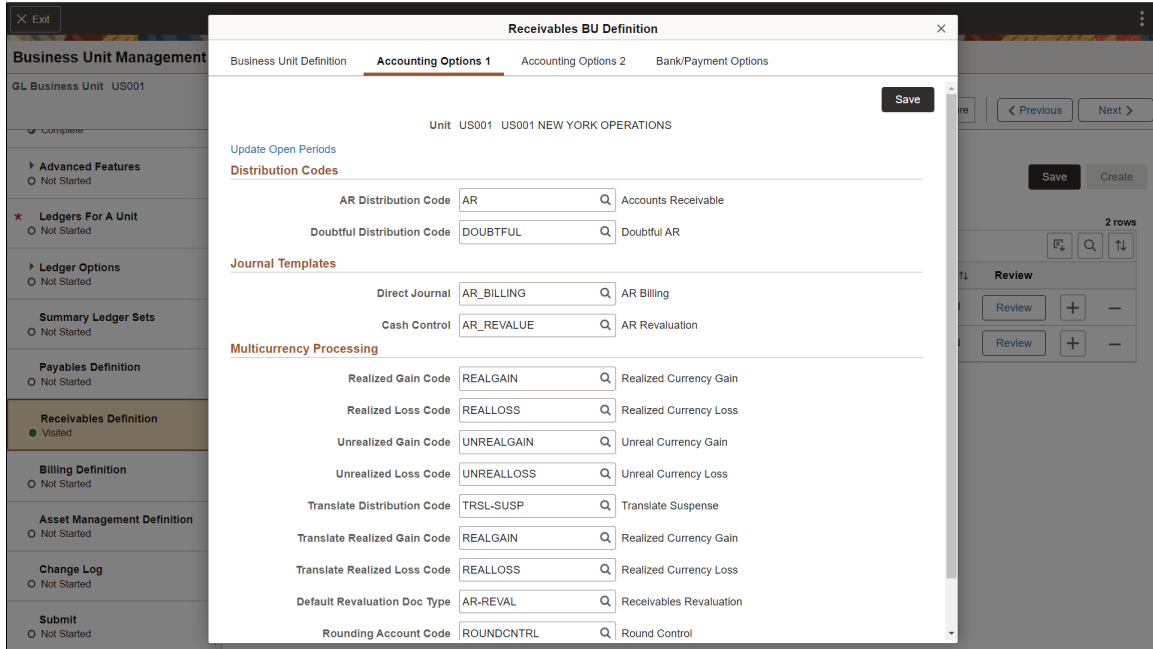 Exit
Receivables BU Definition
Business Unit Management
Business Unit Definition
Accounting Options 1
Accounting Options 2
Bank/Payment Options
GL Business Unit US001
Save
Previous
Next
Unit US001 US001 NEW YORK OPERATIONS
Complete
Update Open Periods
Advanced Features
Not Started
Distribution Codes
Save
Create
AR Distribution Code AR Accounts Receivable
Ledgers For A Unit
Not Started
2 rows
Doubtful Distribution Code DOUBTFUL Doubtful AR
Ledger Options
Not Started
Journal Templates
Review
Direct Journal AR_BILLING AR Billing
Review
Summary Ledger Sets
Not Started
Cash Control AR_REVALUE AR Revaluation
Review
Multicurrency Processing
Payables Definition
Not Started
Realized Gain Code REALGAIN Realized Currency Gain
Realized Loss Code REALLOSS Realized Currency Loss
Receivables Definition
Visited
Unrealized Gain Code UNREALGAIN Unreal Currency Gain
Unrealized Loss Code UNREALLOSS Unreal Currency Loss
Billing Definition
Not Started
Translate Distribution Code TRSL-SUSP Translate Suspense
Asset Management Definition
Not Started
Translate Realized Gain Code REALGAIN Realized Currency Gain
Translate Realized Loss Code REALLOSS Realized Currency Loss
Change Log
Not Started
Default Revaluation Doc Type AR-REVAL Receivables Revaluation
Submit
Not Started
Rounding Account Code ROUNDCNTRL Round Control